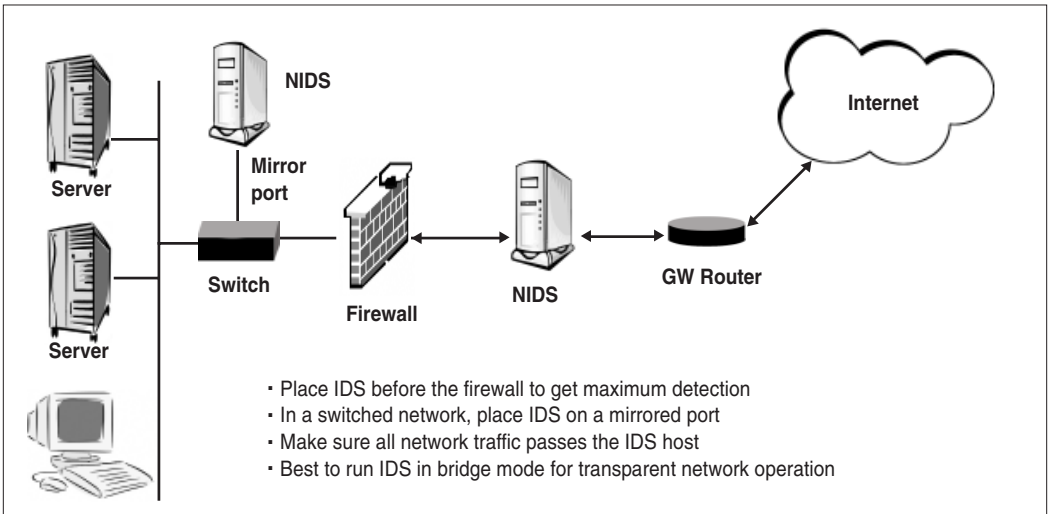 NIDS
Internet
Mirror
port
Server
Switch
Firewall
NIDS
GW Router
Server
▪ Place IDS before the firewall to get maximum detection
▪ In a switched network, place IDS on a mirrored port
▪ Make sure all network traffic passes the IDS host
▪ Best to run IDS in bridge mode for transparent network operation